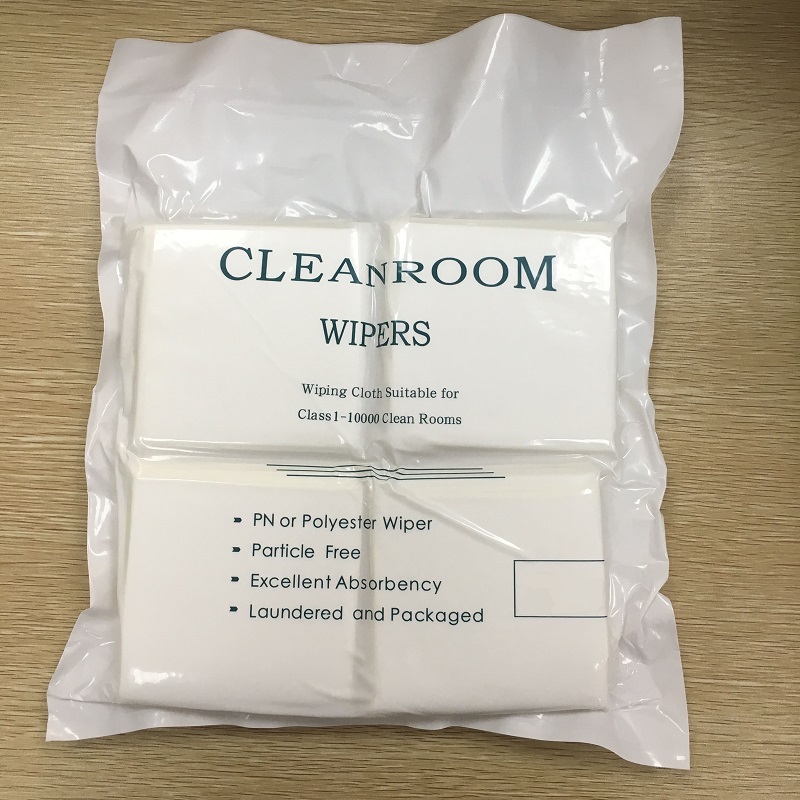 CLEANROOM
WIPERS
Wiping Cloth Suitable for
Class1-10000 Clean Rooms
PN or Polyester Wiper
Particle Free
Excellent Absorbency
Laundered and Packaged